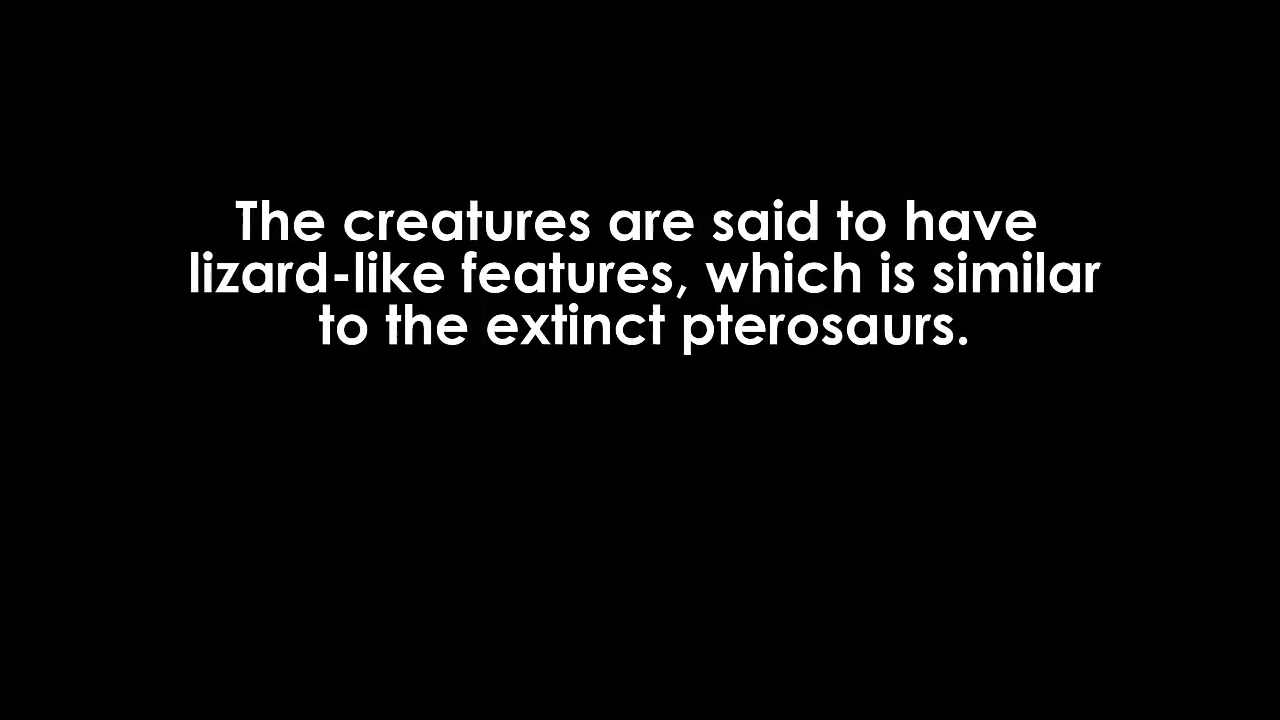 The creatures are said to have
lizard-like features, which is similar
to the extinct pterosaurs.